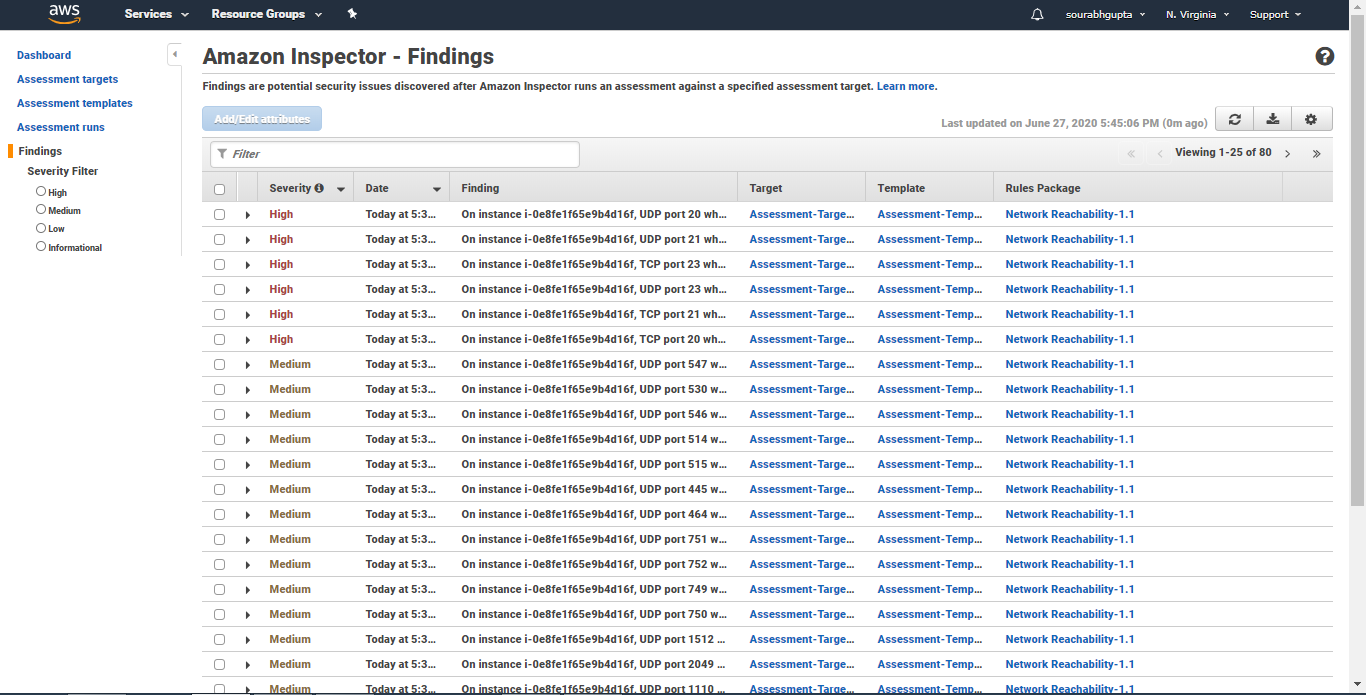 aws Services Resource Groups sourabhgupta N. Virginia Support
Dashboard
Assessment targets
Assessment templates
Assessment runs
Findings
Severity Filter
High
Medium
Low
Informational
Amazon Inspector - Findings
Findings are potential security issues discovered after Amazon Inspector runs an assessment against a specified assessment target. Learn more.
Add/Edit attributes
Last updated on June 27, 2020 5:45:06 PM (0m ago)
Filter
Viewing 1-25 of 80
Severity Date Finding Target Template Rules Package
High Today at 5:3... On instance i-0e8fe1f65e9b4d16f, UDP port 20 wh... Assessment-Targe... Assessment-Temp... Network Reachability-1.1
High Today at 5:3... On instance i-0e8fe1f65e9b4d16f, UDP port 21 wh... Assessment-Targe... Assessment-Temp... Network Reachability-1.1
High Today at 5:3... On instance i-0e8fe1f65e9b4d16f, TCP port 23 wh... Assessment-Targe... Assessment-Temp... Network Reachability-1.1
High Today at 5:3... On instance i-0e8fe1f65e9b4d16f, UDP port 23 wh... Assessment-Targe... Assessment-Temp... Network Reachability-1.1
High Today at 5:3... On instance i-0e8fe1f65e9b4d16f, TCP port 21 wh... Assessment-Targe... Assessment-Temp... Network Reachability-1.1
High Today at 5:3... On instance i-0e8fe1f65e9b4d16f, TCP port 20 wh... Assessment-Targe... Assessment-Temp... Network Reachability-1.1
Medium Today at 5:3... On instance i-0e8fe1f65e9b4d16f, UDP port 547 w... Assessment-Targe... Assessment-Temp... Network Reachability-1.1
Medium Today at 5:3... On instance i-0e8fe1f65e9b4d16f, UDP port 530 w... Assessment-Targe... Assessment-Temp... Network Reachability-1.1
Medium Today at 5:3... On instance i-0e8fe1f65e9b4d16f, UDP port 546 w... Assessment-Targe... Assessment-Temp... Network Reachability-1.1
Medium Today at 5:3... On instance i-0e8fe1f65e9b4d16f, UDP port 514 w... Assessment-Targe... Assessment-Temp... Network Reachability-1.1
Medium Today at 5:3... On instance i-0e8fe1f65e9b4d16f, UDP port 515 w... Assessment-Targe... Assessment-Temp... Network Reachability-1.1
Medium Today at 5:3... On instance i-0e8fe1f65e9b4d16f, UDP port 445 w... Assessment-Targe... Assessment-Temp... Network Reachability-1.1
Medium Today at 5:3... On instance i-0e8fe1f65e9b4d16f, UDP port 464 w... Assessment-Targe... Assessment-Temp... Network Reachability-1.1
Medium Today at 5:3... On instance i-0e8fe1f65e9b4d16f, UDP port 751 w... Assessment-Targe... Assessment-Temp... Network Reachability-1.1
Medium Today at 5:3... On instance i-0e8fe1f65e9b4d16f, UDP port 752 w... Assessment-Targe... Assessment-Temp... Network Reachability-1.1
Medium Today at 5:3... On instance i-0e8fe1f65e9b4d16f, UDP port 749 w... Assessment-Targe... Assessment-Temp... Network Reachability-1.1
Medium Today at 5:3... On instance i-0e8fe1f65e9b4d16f, UDP port 750 w... Assessment-Targe... Assessment-Temp... Network Reachability-1.1
Medium Today at 5:3... On instance i-0e8fe1f65e9b4d16f, UDP port 1512 ... Assessment-Targe... Assessment-Temp... Network Reachability-1.1
Medium Today at 5:3... On instance i-0e8fe1f65e9b4d16f, UDP port 2049 ... Assessment-Targe... Assessment-Temp... Network Reachability-1.1
Medium Today at 5:3... On instance i-0e8fe1f65e9b4d16f, UDP port 1110 ... Assessment-Targe... Assessment-Temp... Network Reachability-1.1